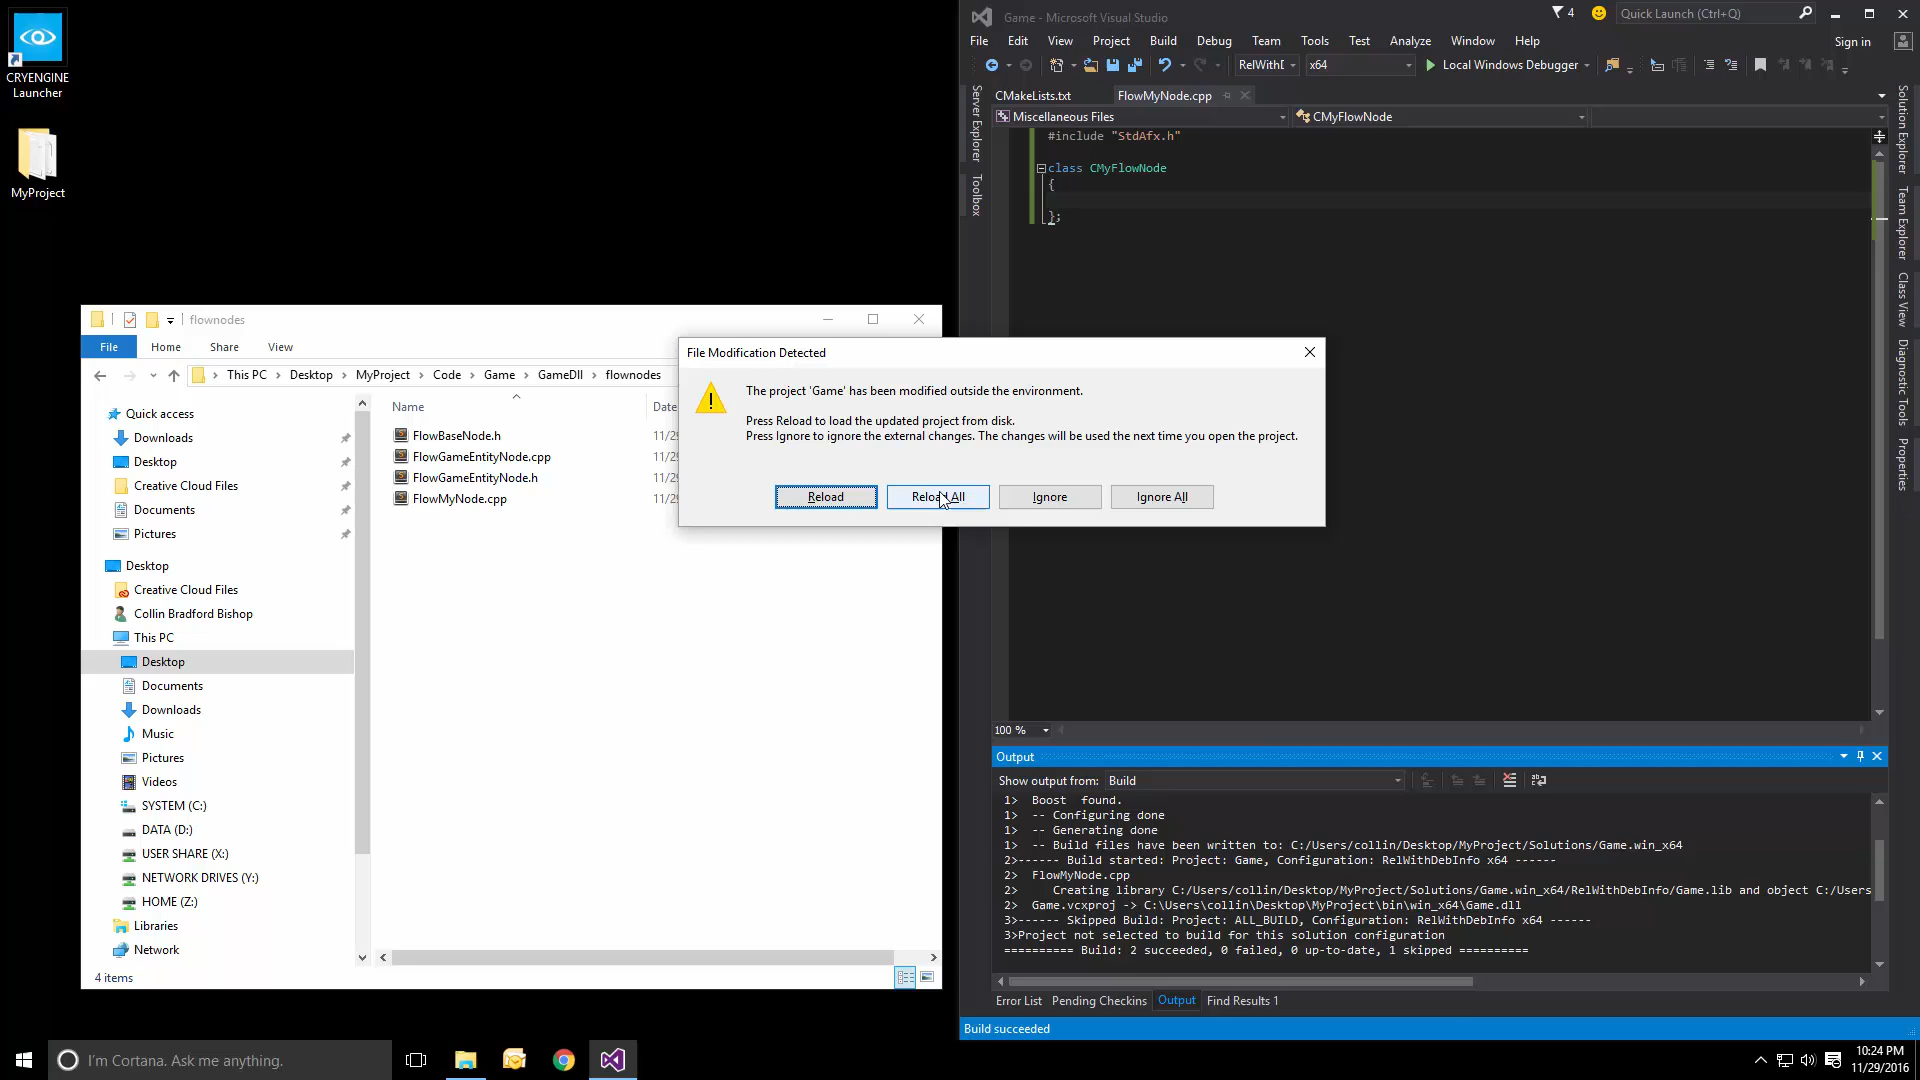 CRYENGINE
Launcher
MyProject
flownodes
File
Home
Share
View
This PC
Desktop
MyProject
Code
Game
GameDll
flownodes
Quick access
Downloads
Desktop
Creative Cloud Files
Documents
Pictures
Desktop
Creative Cloud Files
Collin Bradford Bishop
This PC
Desktop
Documents
Downloads
Music
Pictures
Videos
SYSTEM (C:)
DATA (D:)
USER SHARE (X:)
NETWORK DRIVES (Y:)
HOME (Z:)
Libraries
Network
Name
Date
FlowBaseNode.h
11/29
FlowGameEntityNode.cpp
11/29
FlowGameEntityNode.h
11/29
FlowMyNode.cpp
11/29
4 items
File Modification Detected
The project 'Game' has been modified outside the environment.
Press Reload to load the updated project from disk.
Press Ignore to ignore the external changes. The changes will be used the next time you open the project.
Reload
Reload All
Ignore
Ignore All
Game - Microsoft Visual Studio
4
Quick Launch (Ctrl+Q)
File Edit View Project Build Debug Team Tools Test Analyze Window Help
Sign in
RelWithD
x64
Local Windows Debugger
Server Explorer
Toolbox
CMakeLists.txt
FlowMyNode.cpp
Miscellaneous Files
CMyFlowNode
#include "StdAfx.h"
class CMyFlowNode
{
};
100 %
Solution Explorer
Team Explorer
Class View
Diagnostic Tools
Properties
Output
Show output from: Build
1> Boost found.
1> -- Configuring done
1> -- Generating done
1> -- Build files have been written to: C:/Users/collin/Desktop/MyProject/Solutions/Game.win_x64
2>------ Build started: Project: Game, Configuration: RelWithDebInfo x64 ------
2> FlowMyNode.cpp
2> Creating library C:/Users/collin/Desktop/MyProject/Solutions/Game.win_x64/RelWithDebInfo/Game.lib and object C:/Users
2> Game.vcxproj -> C:\Users\collin\Desktop\MyProject\bin\win_x64\Game.dll
3>------ Skipped Build: Project: ALL_BUILD, Configuration: RelWithDebInfo x64 ------
3>Project not selected to build for this solution configuration
========== Build: 2 succeeded, 0 failed, 0 up-to-date, 1 skipped ==========
Error List
Pending Checkins
Output
Find Results 1
Build succeeded
I'm Cortana. Ask me anything.
10:24 PM
11/29/2016